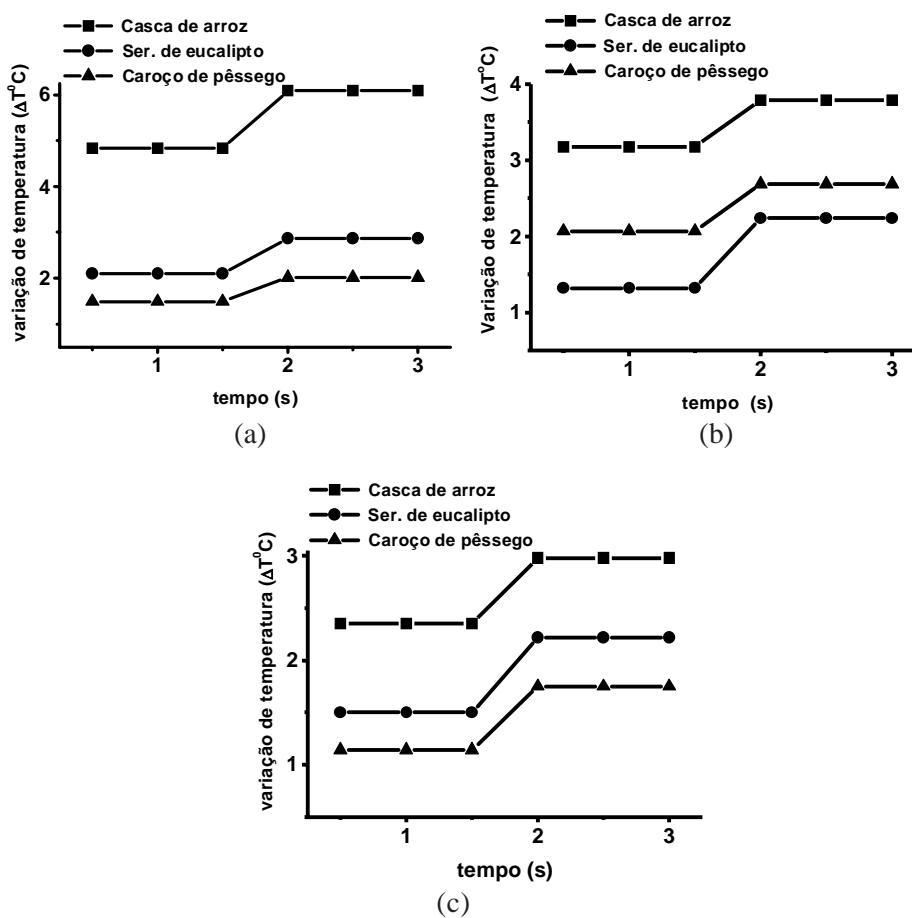 Casca de arroz
Ser. de eucalipto
Caroço de pêssego
variação de temperatura (ΔT⁰C)
6
4
2
1
2
3
tempo (s)
(a)
Casca de arroz
Ser. de eucalipto
Caroço de pêssego
Variação de temperatura (ΔT°C)
4
3
2
1
1
2
3
tempo (s)
(b)
Casca de arroz
Ser. de eucalipto
Caroço de pêssego
variação de temperatura (ΔT⁰C)
3
2
1
1
2
3
tempo (s)
(c)